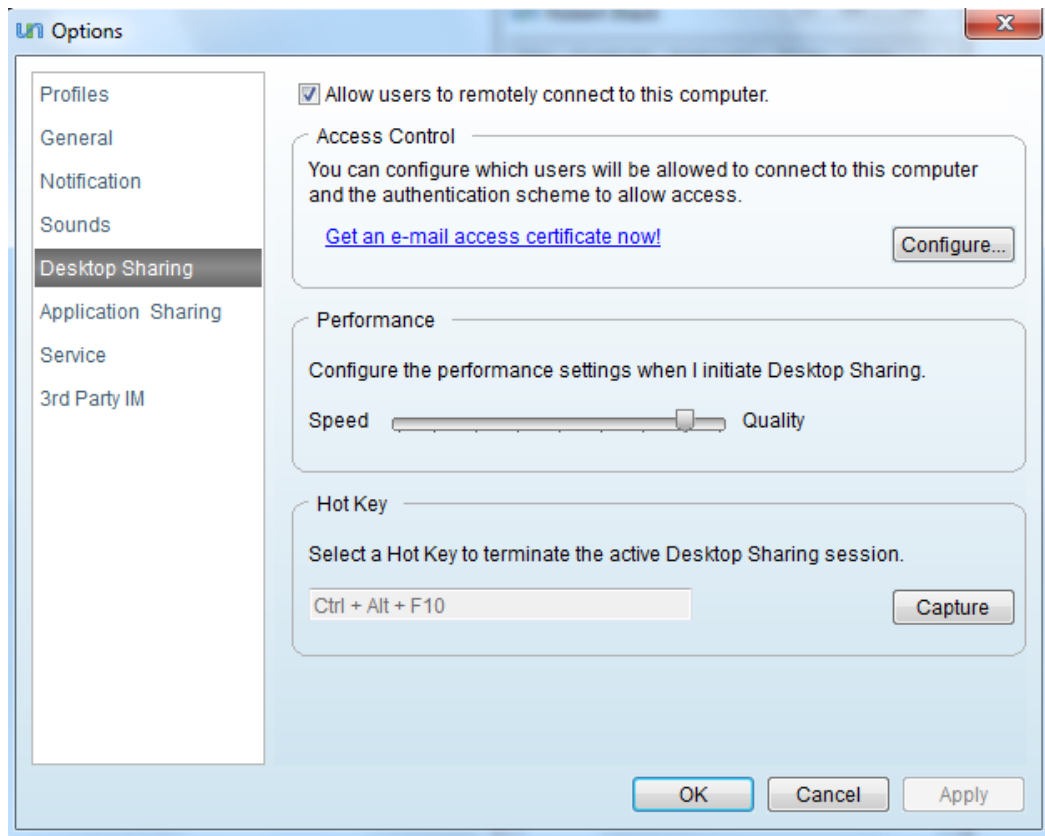 un Options
Profiles
General
Notification
Sounds
Desktop Sharing
Application Sharing
Service
3rd Party IM
Allow users to remotely connect to this computer.
Access Control
You can configure which users will be allowed to connect to this computer
and the authentication scheme to allow access.
Get an e-mail access certificate now!
Configure...
Performance
Configure the performance settings when I initiate Desktop Sharing.
Speed Quality
Hot Key
Select a Hot Key to terminate the active Desktop Sharing session.
Ctrl + Alt + F10
Capture
OK Cancel Apply